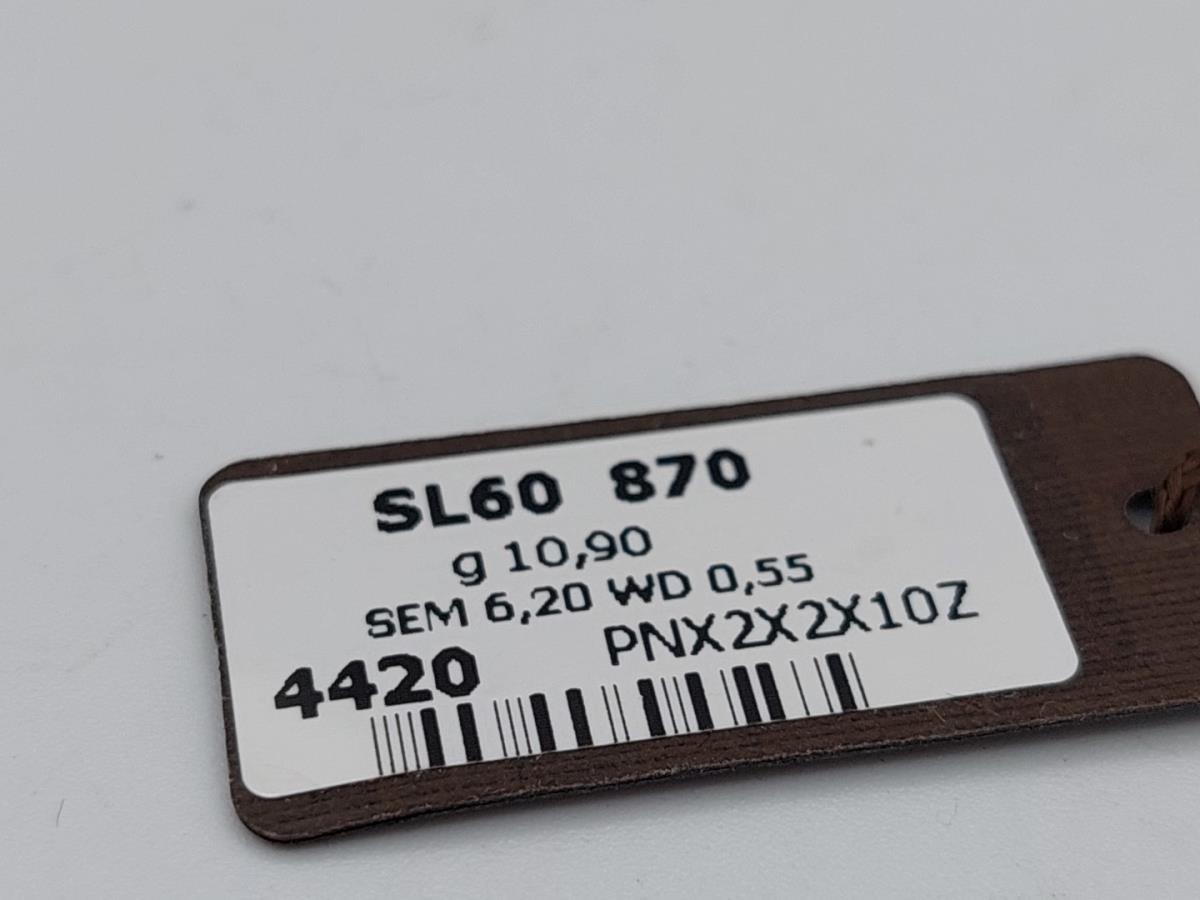 SL60 870
g 10,90
SEM 6,20 WD 0,55
PNX2X2X10Z
4420